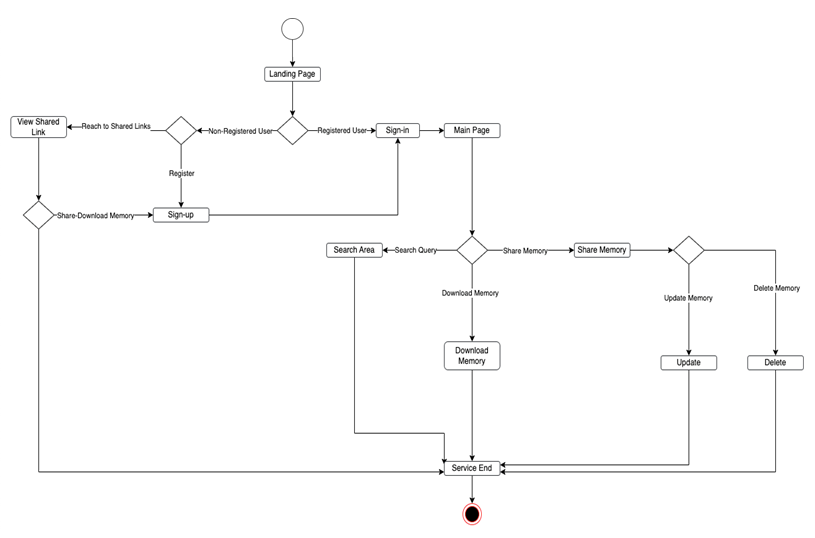 Landing Page
View Shared
Link
Reach to Shared Links
Non-Registered User
Registered User
Sign-in
Main Page
Register
Share-Download Memory
Sign-up
Search Area
Search Query
Share Memory
Share Memory
Download Memory
Update Memory
Delete Memory
Download
Memory
Update
Delete
Service End